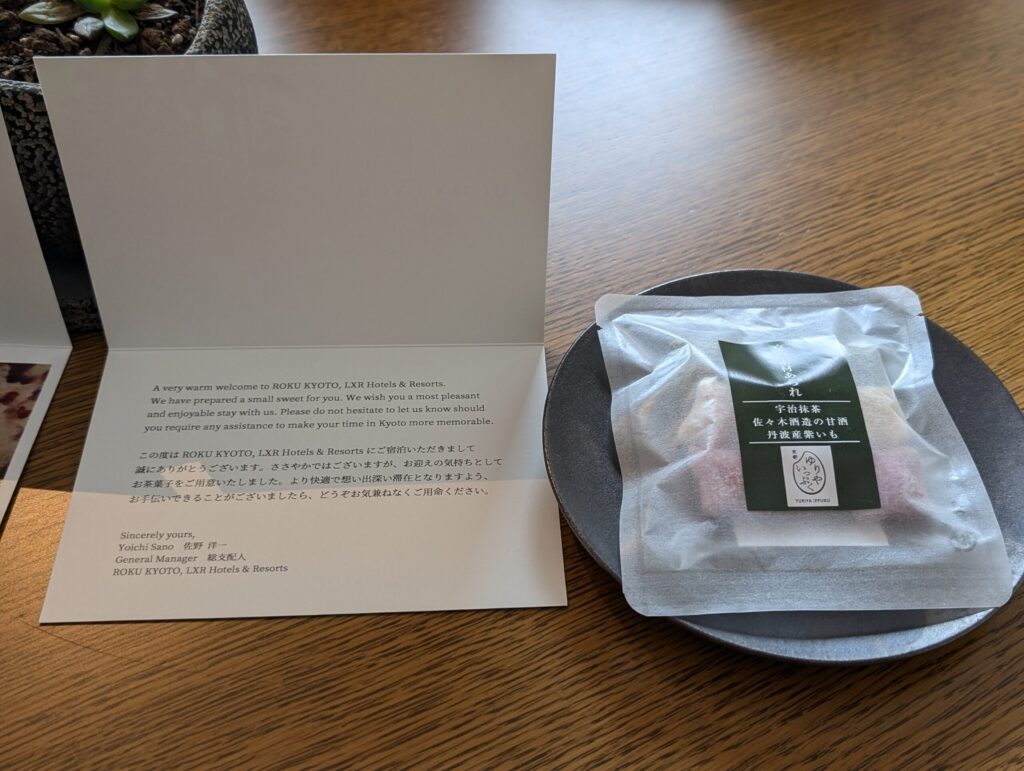 A very warm welcome to ROKU KYOTO, LXR Hotels & Resorts.
We have prepared a small sweet for you. We wish you a most pleasant
and enjoyable stay with us. Please do not hesitate to let us know should
you require any assistance to make your time in Kyoto more memorable.
この度は ROKU KYOTO, LXR Hotels & Resorts にご宿泊いただきまして
誠にありがとうございます。ささやかではございますが、お迎えの気持ちとして
お茶菓子をご用意いたしました。より快適で想い出深い滞在となりますよう、
お手伝いできることがございましたら、どうぞお気兼ねなくご用命ください。
Sincerely yours,
Yoichi Sano 佐野 洋一
General Manager 総支配人
ROKU KYOTO, LXR Hotels & Resorts
あられ
宇治抹茶
佐々木酒造の甘酒
丹波産紫いも
京都
ゆりや
いっぷく
YURIYA IPPUKU